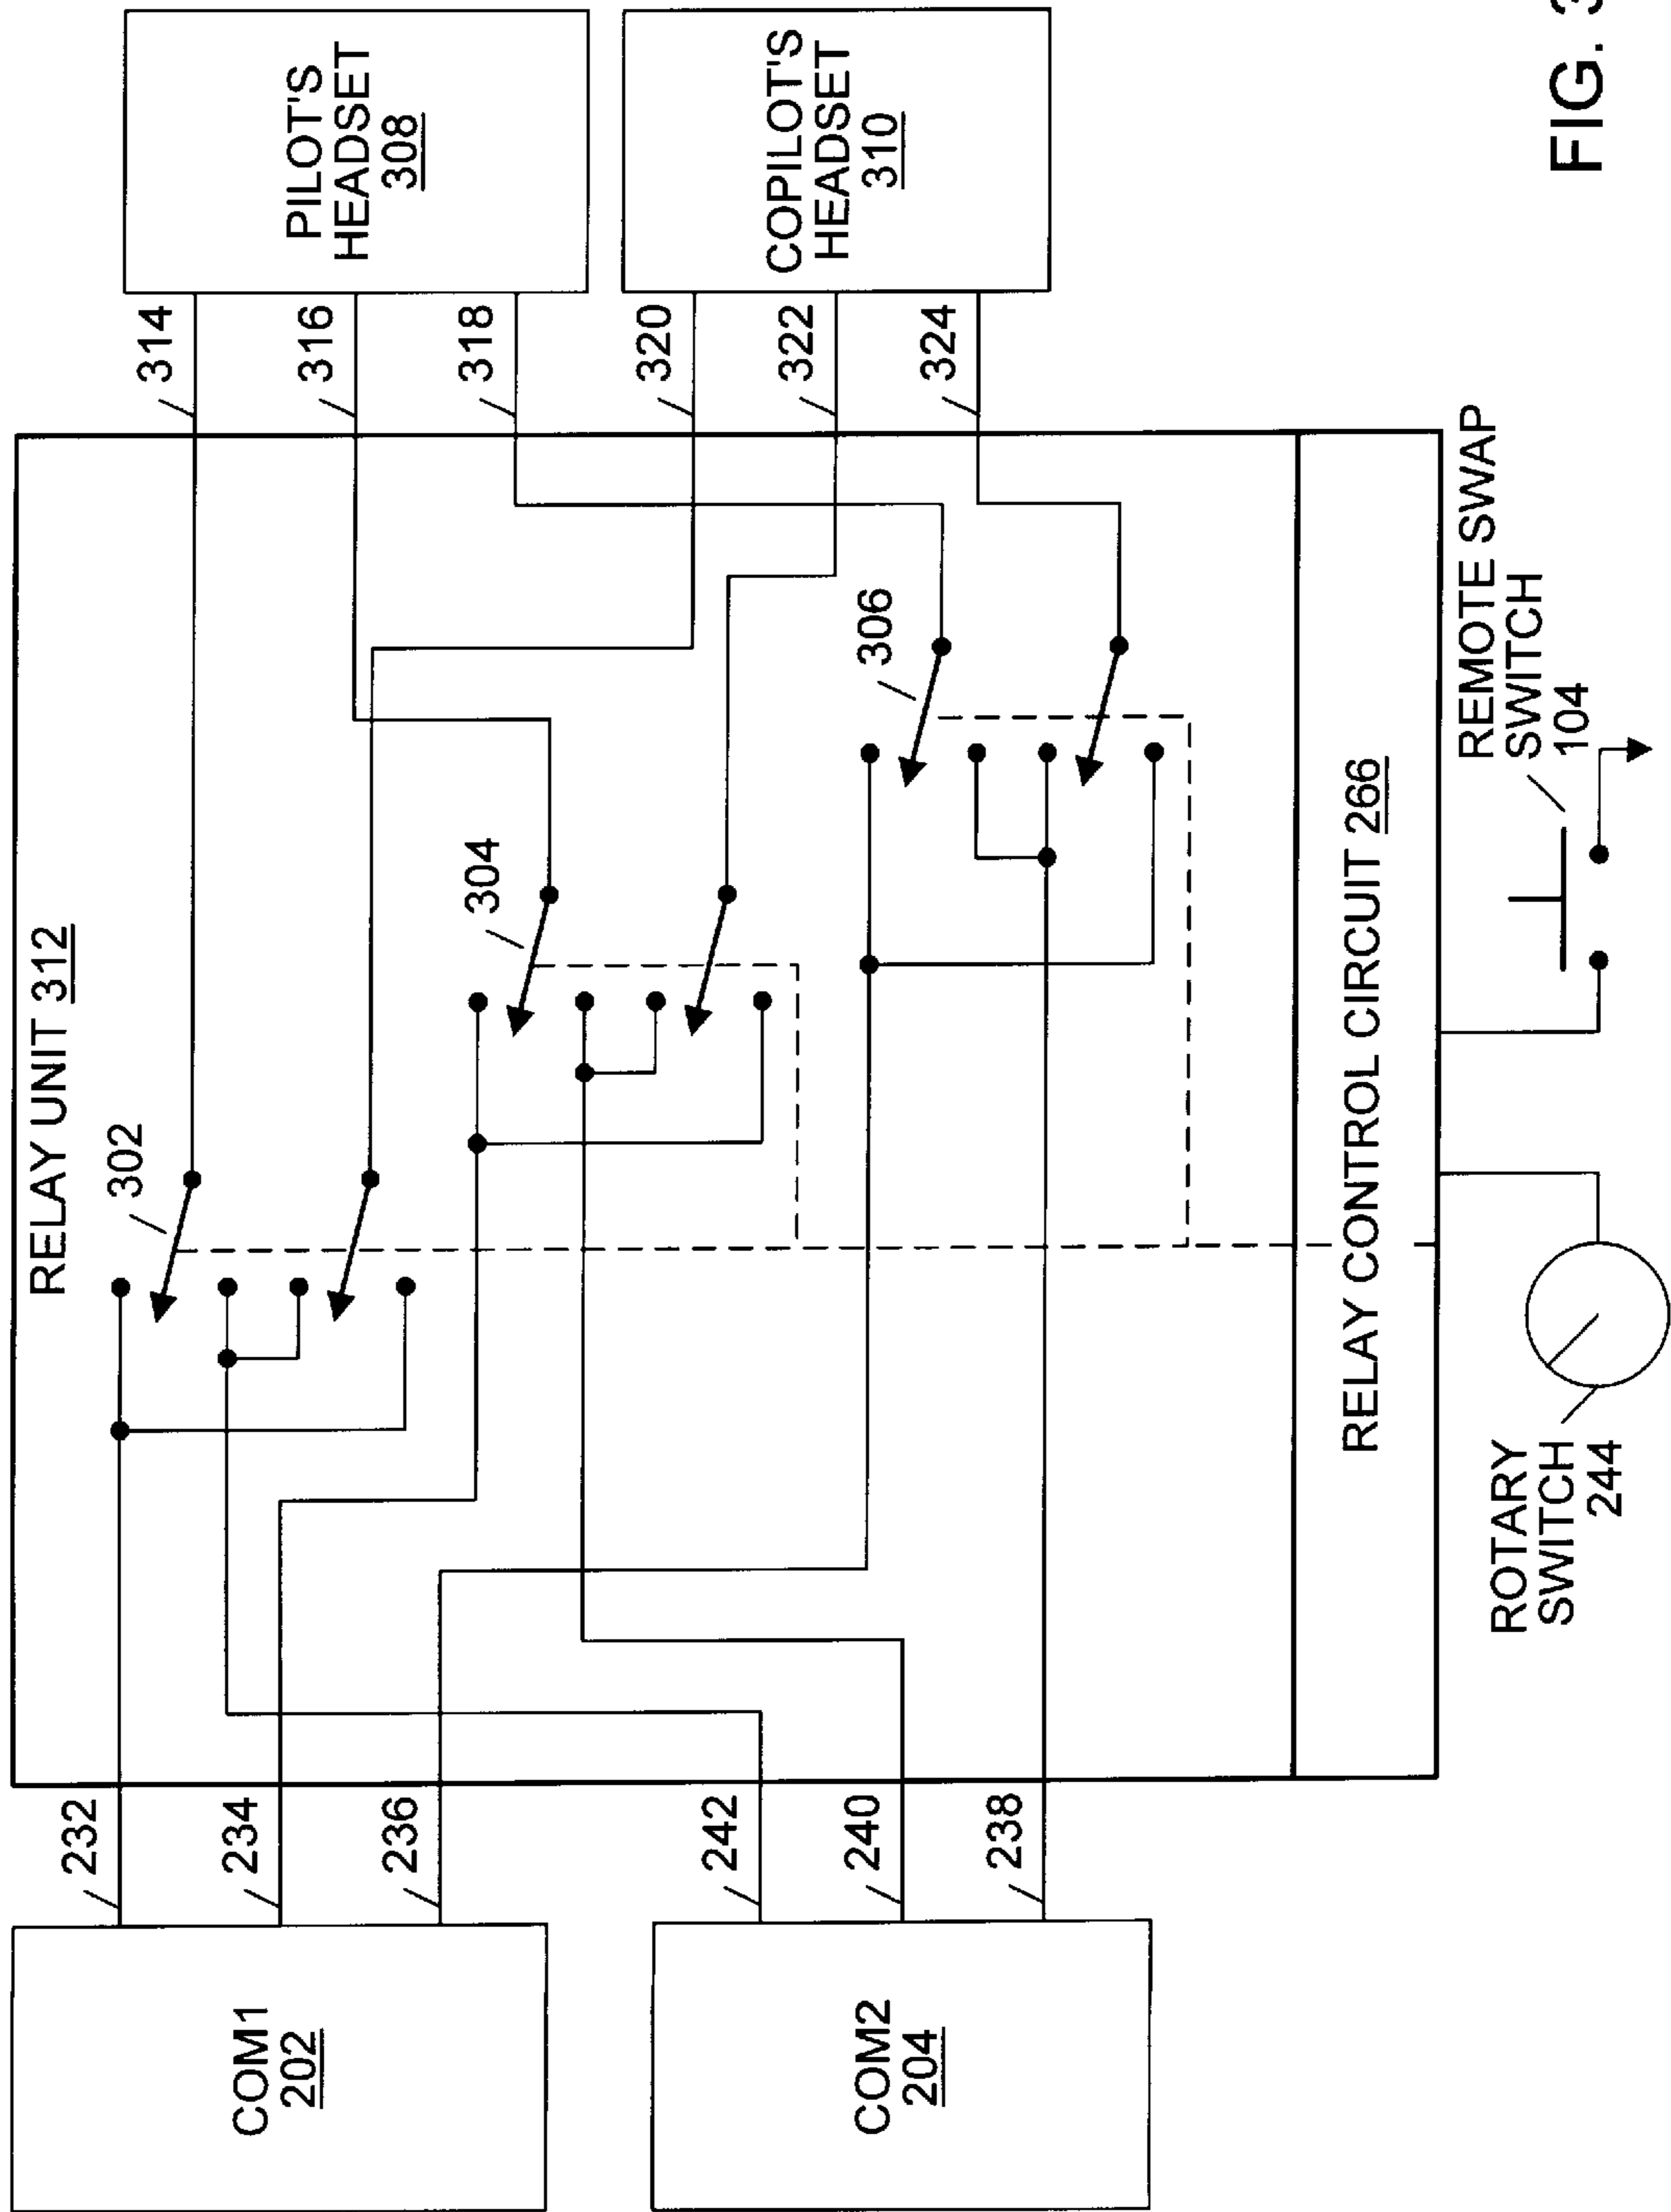 RELAY UNIT 312
COM1
202
232
234
236
COM2
204
242
240
238
302
304
306
314
316
318
PILOT'S
HEADSET
308
320
322
324
COPILOT'S
HEADSET
310
RELAY CONTROL CIRCUIT 266
ROTARY
SWITCH
244
REMOTE SWAP
SWITCH
104
FIG. 3